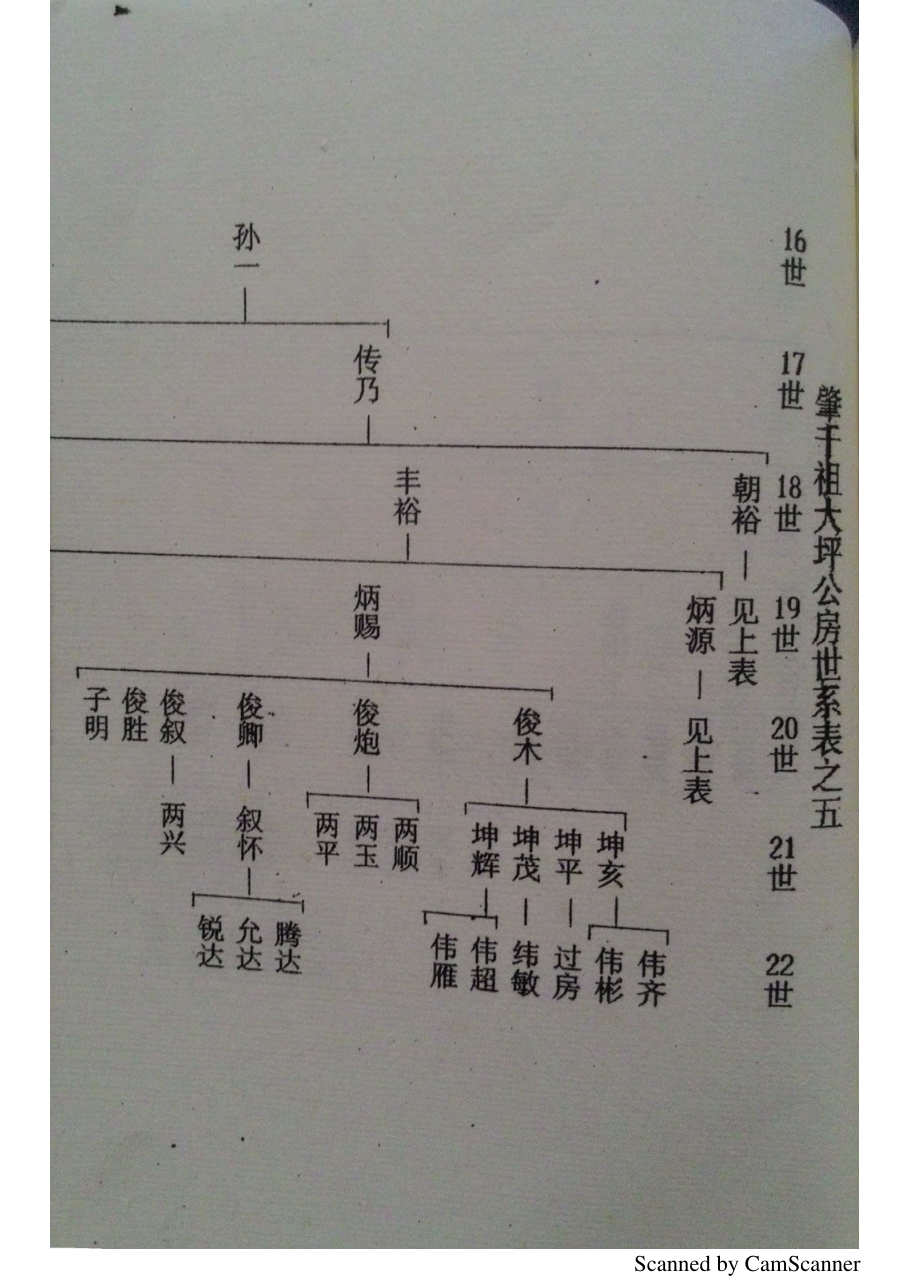 肇千祖大坪公房世系表之五
16世
17世
18世
19世
20世
21世
22世
孙一
传乃
朝裕
见上表
丰裕
炳源
见上表
炳赐
俊木
俊炮
俊卿
俊叙
俊胜
子明
坤亥
坤平
坤茂
坤辉
两顺
两玉
两平
叙怀
两兴
伟齐
伟彬
过房
纬敏
伟超
伟雁
腾达
允达
锐达
Scanned by CamScanner